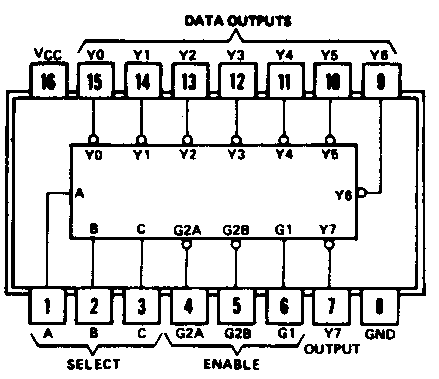 DATA OUTPUTS
VCC Y0 Y1 Y2 Y3 Y4 Y5 Y6
16 15 14 13 12 11 10 9
Y0 Y1 Y2 Y3 Y4 Y5
A Y6
B C G2A G2B G1 Y7
1 2 3 4 5 6 7 8
A B C G2A G2B G1 Y7 GND
SELECT ENABLE OUTPUT